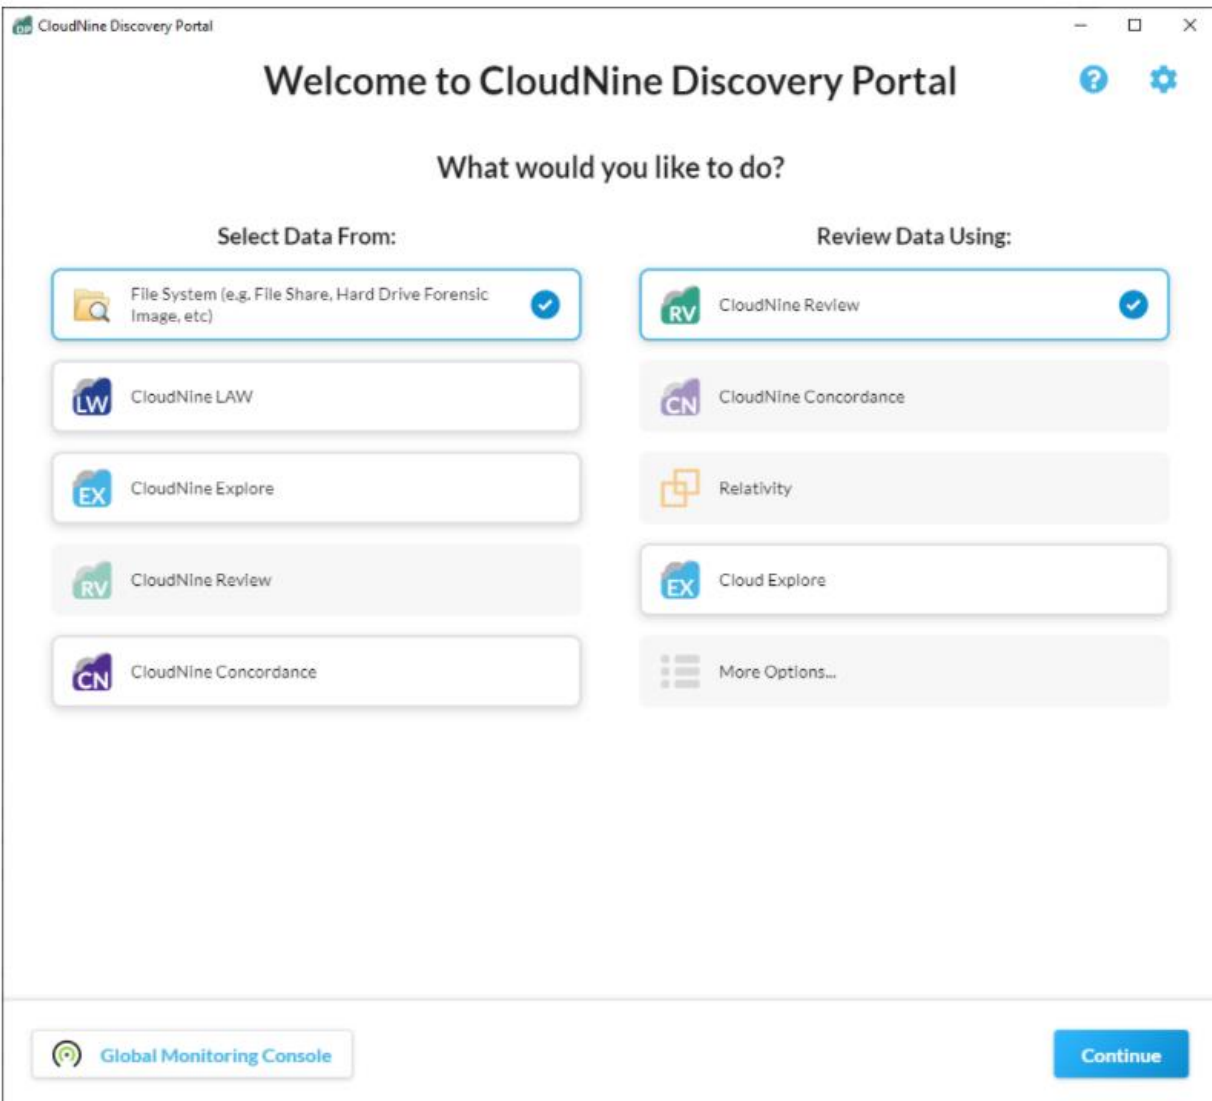 DP CloudNine Discovery Portal
Welcome to CloudNine Discovery Portal
?
What would you like to do?
Select Data From:
File System (e.g. File Share, Hard Drive Forensic
Image, etc)
LW CloudNine LAW
EX CloudNine Explore
RV CloudNine Review
CN CloudNine Concordance
Review Data Using:
RV CloudNine Review
CN CloudNine Concordance
Relativity
EX Cloud Explore
More Options...
Global Monitoring Console
Continue